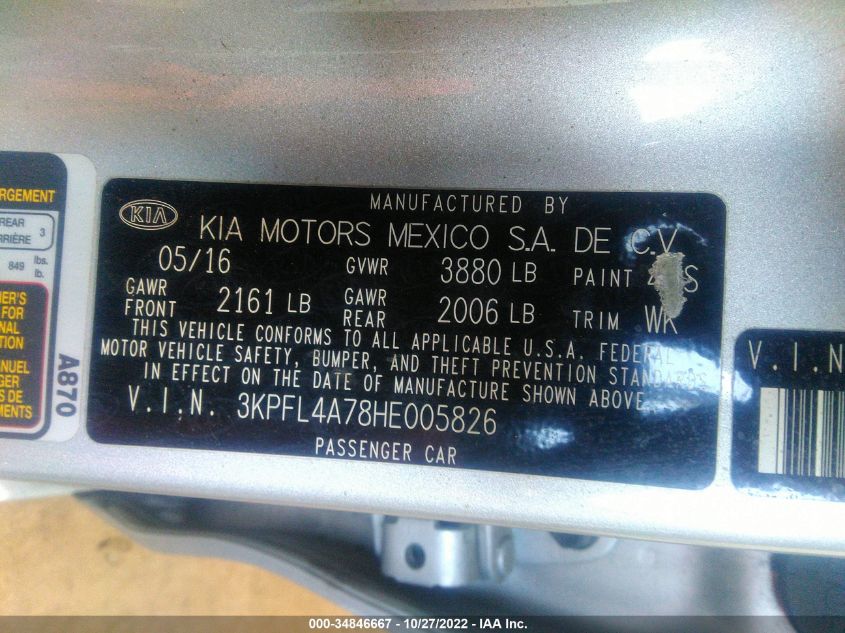 RGEMENT
REAR
RRIÈRE 3
849 lbs.
lb.
A870
KIA
MANUFACTURED BY
KIA MOTORS MEXICO S.A. DE C.V
05/16 GVWR 3880 LB PAINT S
GAWR FRONT 2161 LB GAWR REAR 2006 LB TRIM WK
THIS VEHICLE CONFORMS TO ALL APPLICABLE U.S.A. FEDERAL
MOTOR VEHICLE SAFETY, BUMPER, AND THEFT PREVENTION STANDARDS
IN EFFECT ON THE DATE OF MANUFACTURE SHOWN ABOVE.
V.I.N. 3KPFL4A78HE005826
PASSENGER CAR
V.I.N
000-34846667 - 10/27/2022 - IAA Inc.